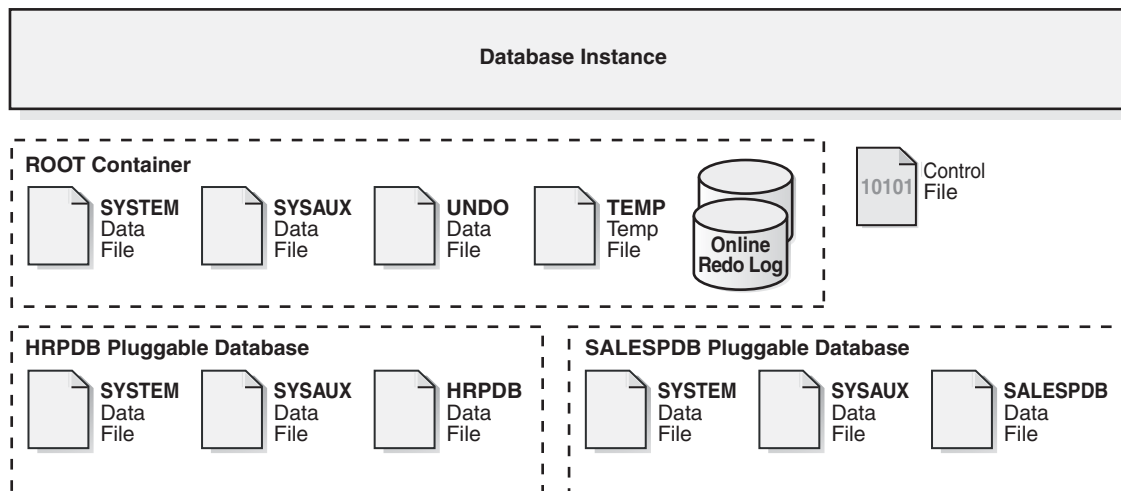 Database Instance
ROOT Container
SYSTEM
Data
File
SYSAUX
Data
File
UNDO
Data
File
TEMP
Temp
File
Online
Redo Log
10101
Control
File
HRPDB Pluggable Database
SYSTEM
Data
File
SYSAUX
Data
File
HRPDB
Data
File
SALESPDB Pluggable Database
SYSTEM
Data
File
SYSAUX
Data
File
SALESPDB
Data
File